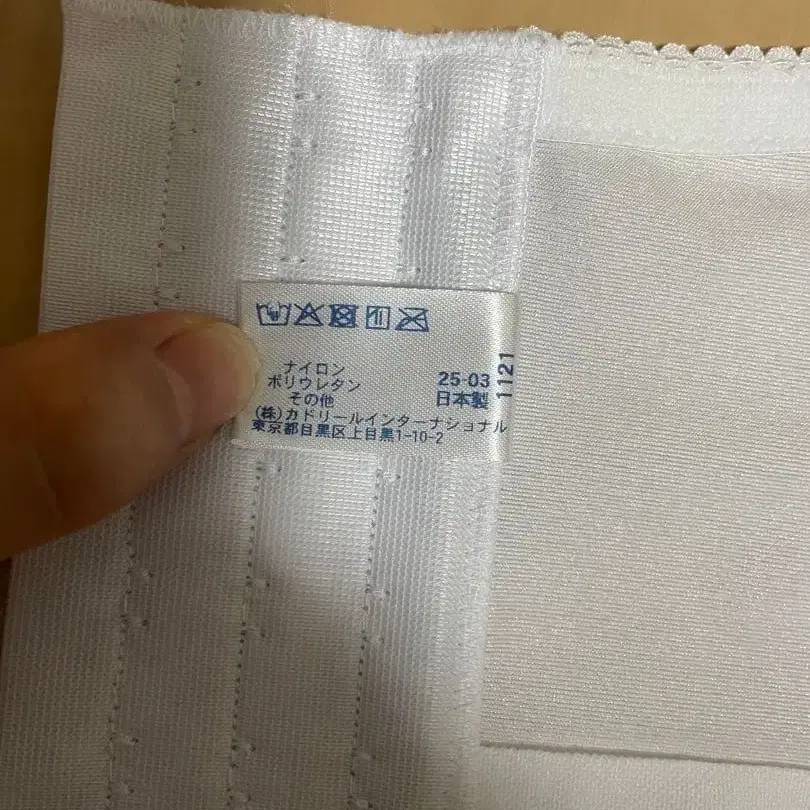 ナイロン
ポリウレタン
その他
25-03
日本製
1121
(株)カドリールインターナショナル
東京都目黒区上目黒1-10-2